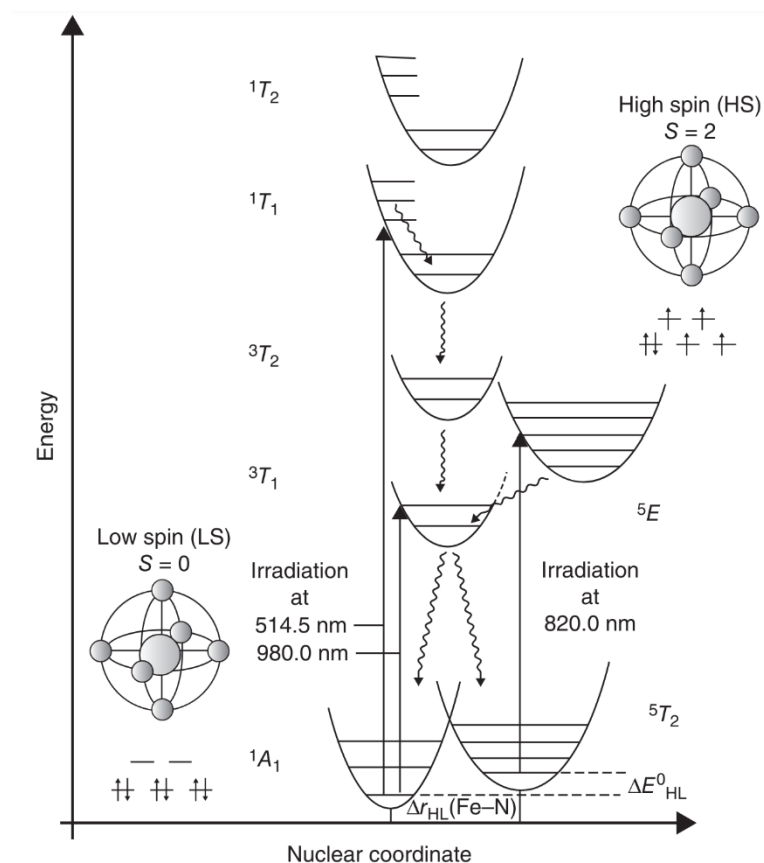 ¹T₂
High spin (HS)
S = 2
¹T₁
³T₂
Energy
³T₁
⁵E
Low spin (LS)
S = 0
Irradiation
at
514.5 nm
980.0 nm
Irradiation
at
820.0 nm
⁵T₂
¹A₁
ΔE⁰HL
Δr_HL(Fe–N)
Nuclear coordinate